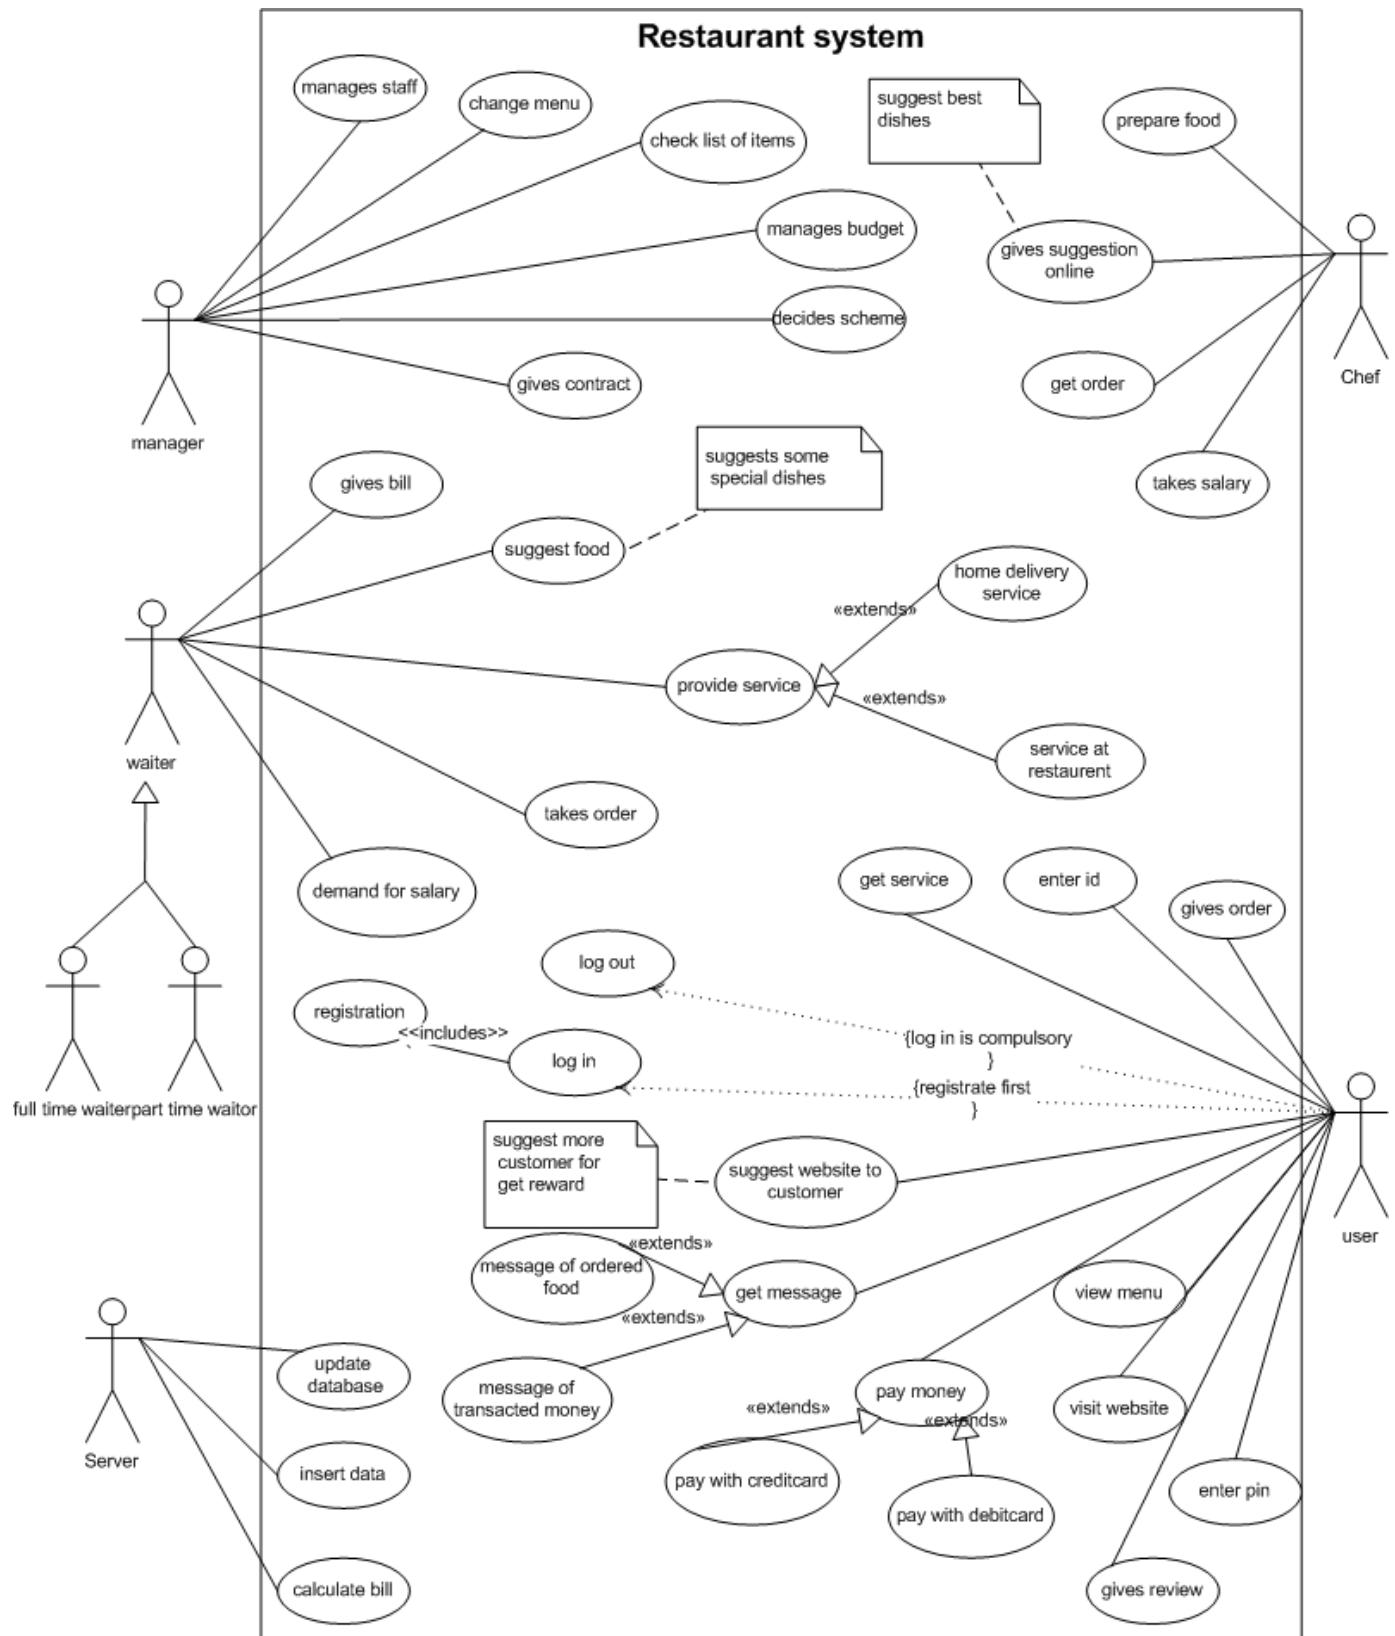 Restaurant system
manages staff
change menu
check list of items
suggest best
dishes
prepare food
manages budget
gives suggestion
online
decides scheme
gives contract
get order
Chef
manager
takes salary
gives bill
suggests some
special dishes
suggest food
home delivery
service
«extends»
provide service
«extends»
service at
restaurent
waiter
takes order
demand for salary
get service
enter id
gives order
log out
registration
<<includes>>
log in
{log in is compulsory
}
{registrate first
}
full time waiter
part time waitor
suggest more
customer for
get reward
suggest website to
customer
user
«extends»
message of ordered
food
get message
view menu
«extends»
update
database
message of
transacted money
pay money
visit website
«extends»
«extends»
Server
insert data
pay with creditcard
enter pin
pay with debitcard
calculate bill
gives review